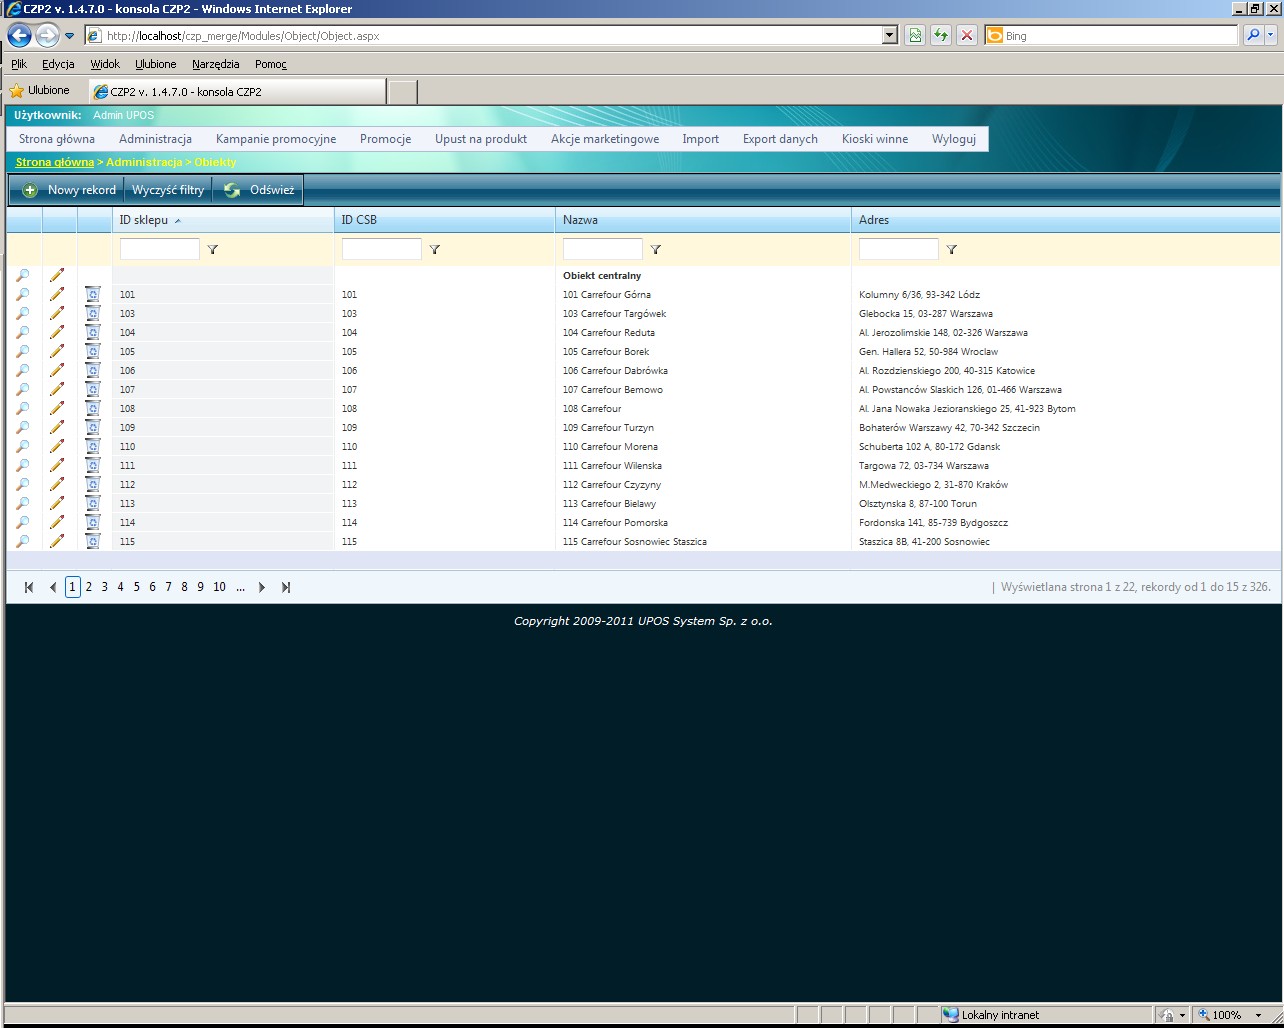 CZP2 v. 1.4.7.0 - konsola CZP2 - Windows Internet Explorer
http://localhost/czp_merge/Modules/Object/Object.aspx Bing
Plik Edycja Widok Ulubione Narzędzia Pomoc
Ulubione CZP2 v. 1.4.7.0 - konsola CZP2
Użytkownik: Admin UPOS
Strona główna Administracja Kampanie promocyjne Promocje Upust na produkt Akcje marketingowe Import Export danych Kioski winne Wyloguj
Strona główna > Administracja > Obiekty
Nowy rekord Wyczyść filtry Odśwież
ID sklepu ID CSB Nazwa Adres
Obiekt centralny
101 101 101 Carrefour Górna Kolumny 6/36, 93-342 Lódz
103 103 103 Carrefour Targówek Glebocka 15, 03-287 Warszawa
104 104 104 Carrefour Reduta Al. Jerozolimskie 148, 02-326 Warszawa
105 105 105 Carrefour Borek Gen. Hallera 52, 50-984 Wroclaw
106 106 106 Carrefour Dabrówka Al. Rozdzienskiego 200, 40-315 Katowice
107 107 107 Carrefour Bemowo Al. Powstanców Slaskich 126, 01-466 Warszawa
108 108 108 Carrefour Al. Jana Nowaka Jezioranskiego 25, 41-923 Bytom
109 109 109 Carrefour Turzyn Bohaterów Warszawy 42, 70-342 Szczecin
110 110 110 Carrefour Morena Schuberta 102 A, 80-172 Gdansk
111 111 111 Carrefour Wilenska Targowa 72, 03-734 Warszawa
112 112 112 Carrefour Czyzyny M.Medweckiego 2, 31-870 Kraków
113 113 113 Carrefour Bielawy Olsztynska 8, 87-100 Torun
114 114 114 Carrefour Pomorska Fordonska 141, 85-739 Bydgoszcz
115 115 115 Carrefour Sosnowiec Staszica Staszica 8B, 41-200 Sosnowiec
1 2 3 4 5 6 7 8 9 10 ... | Wyświetlana strona 1 z 22, rekordy od 1 do 15 z 326.
Copyright 2009-2011 UPOS System Sp. z o.o.
Lokalny intranet 100%